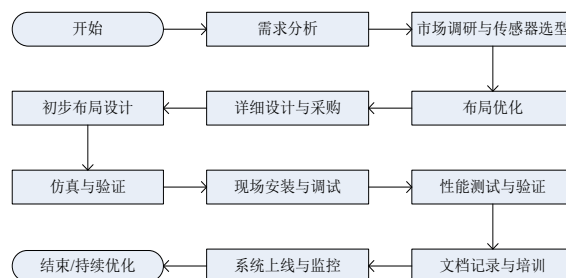 开始
需求分析
市场调研与传感器选型
初步布局设计
详细设计与采购
布局优化
仿真与验证
现场安装与调试
性能测试与验证
结束/持续优化
系统上线与监控
文档记录与培训